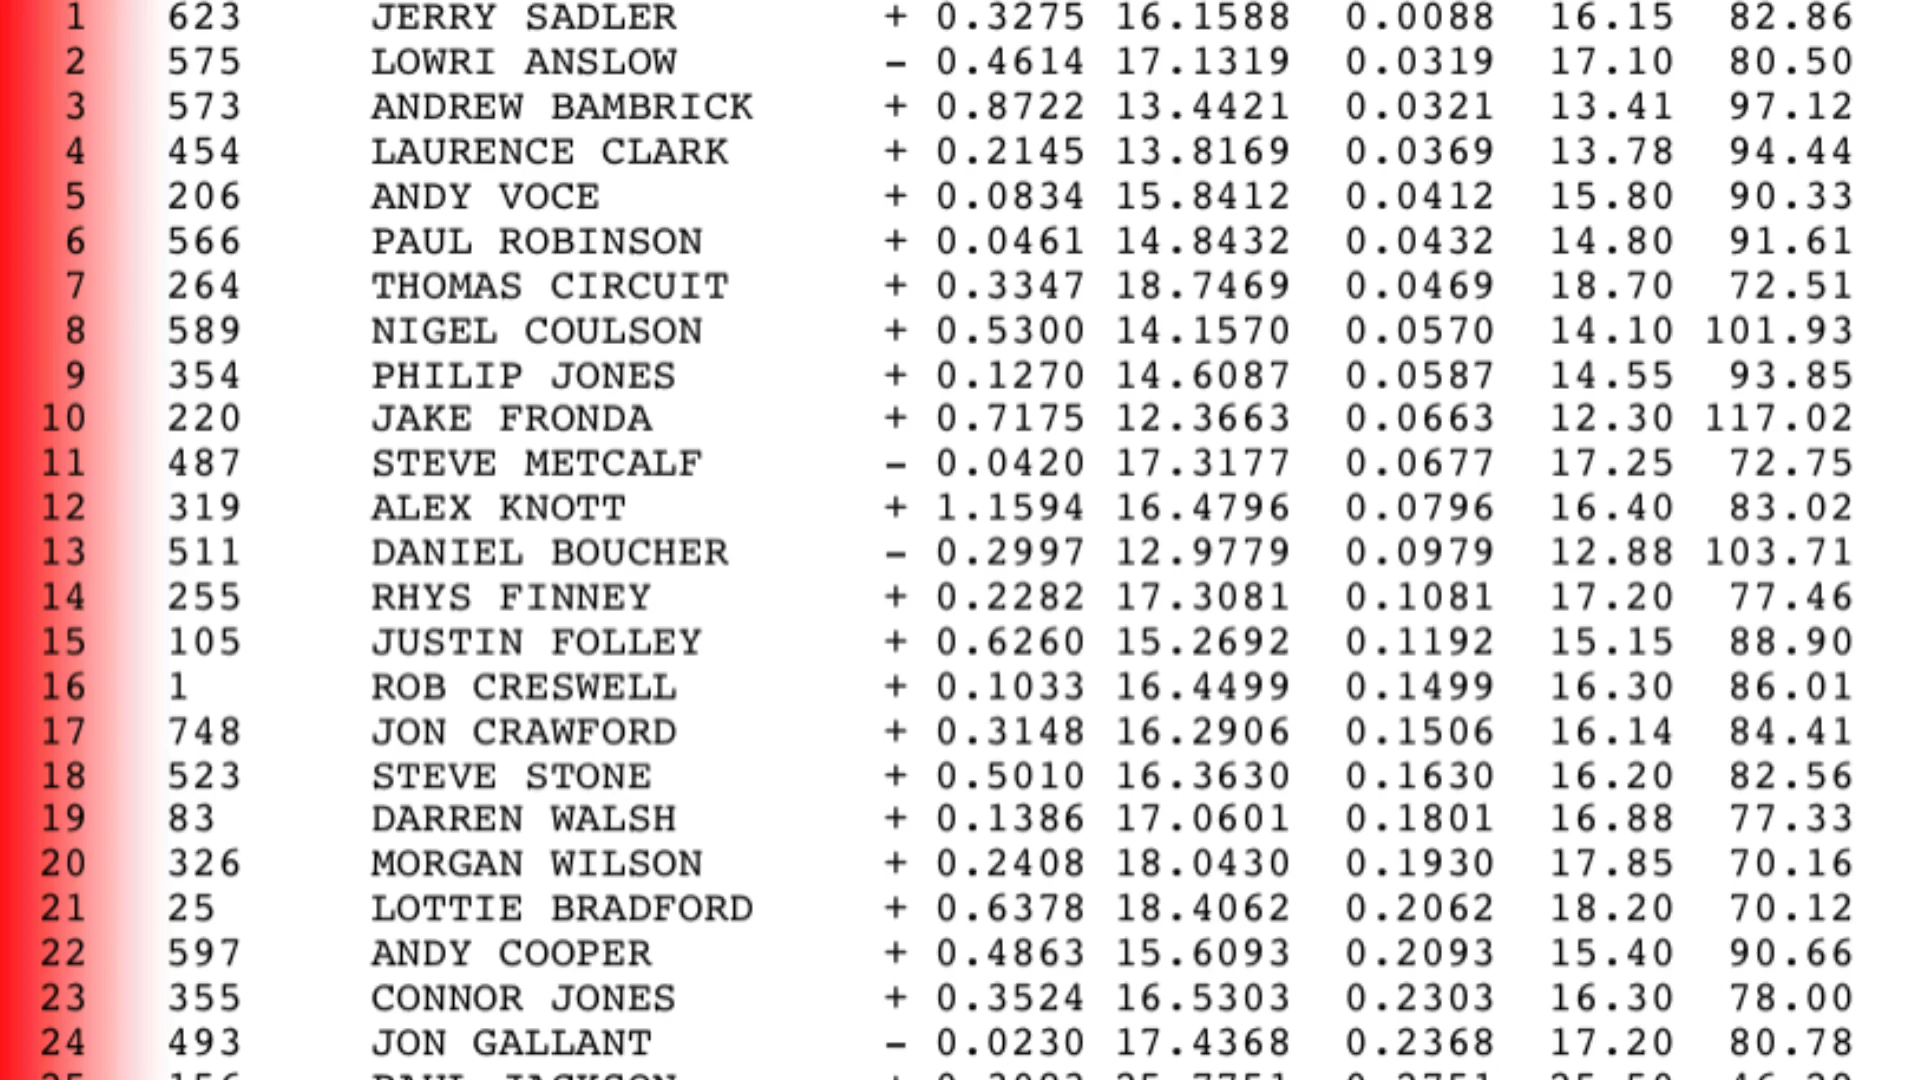 1 623 JERRY SADLER + 0.3275 16.1588 0.0088 16.15 82.86
2 575 LOWRI ANSLOW - 0.4614 17.1319 0.0319 17.10 80.50
3 573 ANDREW BAMBRICK + 0.8722 13.4421 0.0321 13.41 97.12
4 454 LAURENCE CLARK + 0.2145 13.8169 0.0369 13.78 94.44
5 206 ANDY VOCE + 0.0834 15.8412 0.0412 15.80 90.33
6 566 PAUL ROBINSON + 0.0461 14.8432 0.0432 14.80 91.61
7 264 THOMAS CIRCUIT + 0.3347 18.7469 0.0469 18.70 72.51
8 589 NIGEL COULSON + 0.5300 14.1570 0.0570 14.10 101.93
9 354 PHILIP JONES + 0.1270 14.6087 0.0587 14.55 93.85
10 220 JAKE FRONDA + 0.7175 12.3663 0.0663 12.30 117.02
11 487 STEVE METCALF - 0.0420 17.3177 0.0677 17.25 72.75
12 319 ALEX KNOTT + 1.1594 16.4796 0.0796 16.40 83.02
13 511 DANIEL BOUCHER - 0.2997 12.9779 0.0979 12.88 103.71
14 255 RHYS FINNEY + 0.2282 17.3081 0.1081 17.20 77.46
15 105 JUSTIN FOLLEY + 0.6260 15.2692 0.1192 15.15 88.90
16 1 ROB CRESWELL + 0.1033 16.4499 0.1499 16.30 86.01
17 748 JON CRAWFORD + 0.3148 16.2906 0.1506 16.14 84.41
18 523 STEVE STONE + 0.5010 16.3630 0.1630 16.20 82.56
19 83 DARREN WALSH + 0.1386 17.0601 0.1801 16.88 77.33
20 326 MORGAN WILSON + 0.2408 18.0430 0.1930 17.85 70.16
21 25 LOTTIE BRADFORD + 0.6378 18.4062 0.2062 18.20 70.12
22 597 ANDY COOPER + 0.4863 15.6093 0.2093 15.40 90.66
23 355 CONNOR JONES + 0.3524 16.5303 0.2303 16.30 78.00
24 493 JON GALLANT - 0.0230 17.4368 0.2368 17.20 80.78